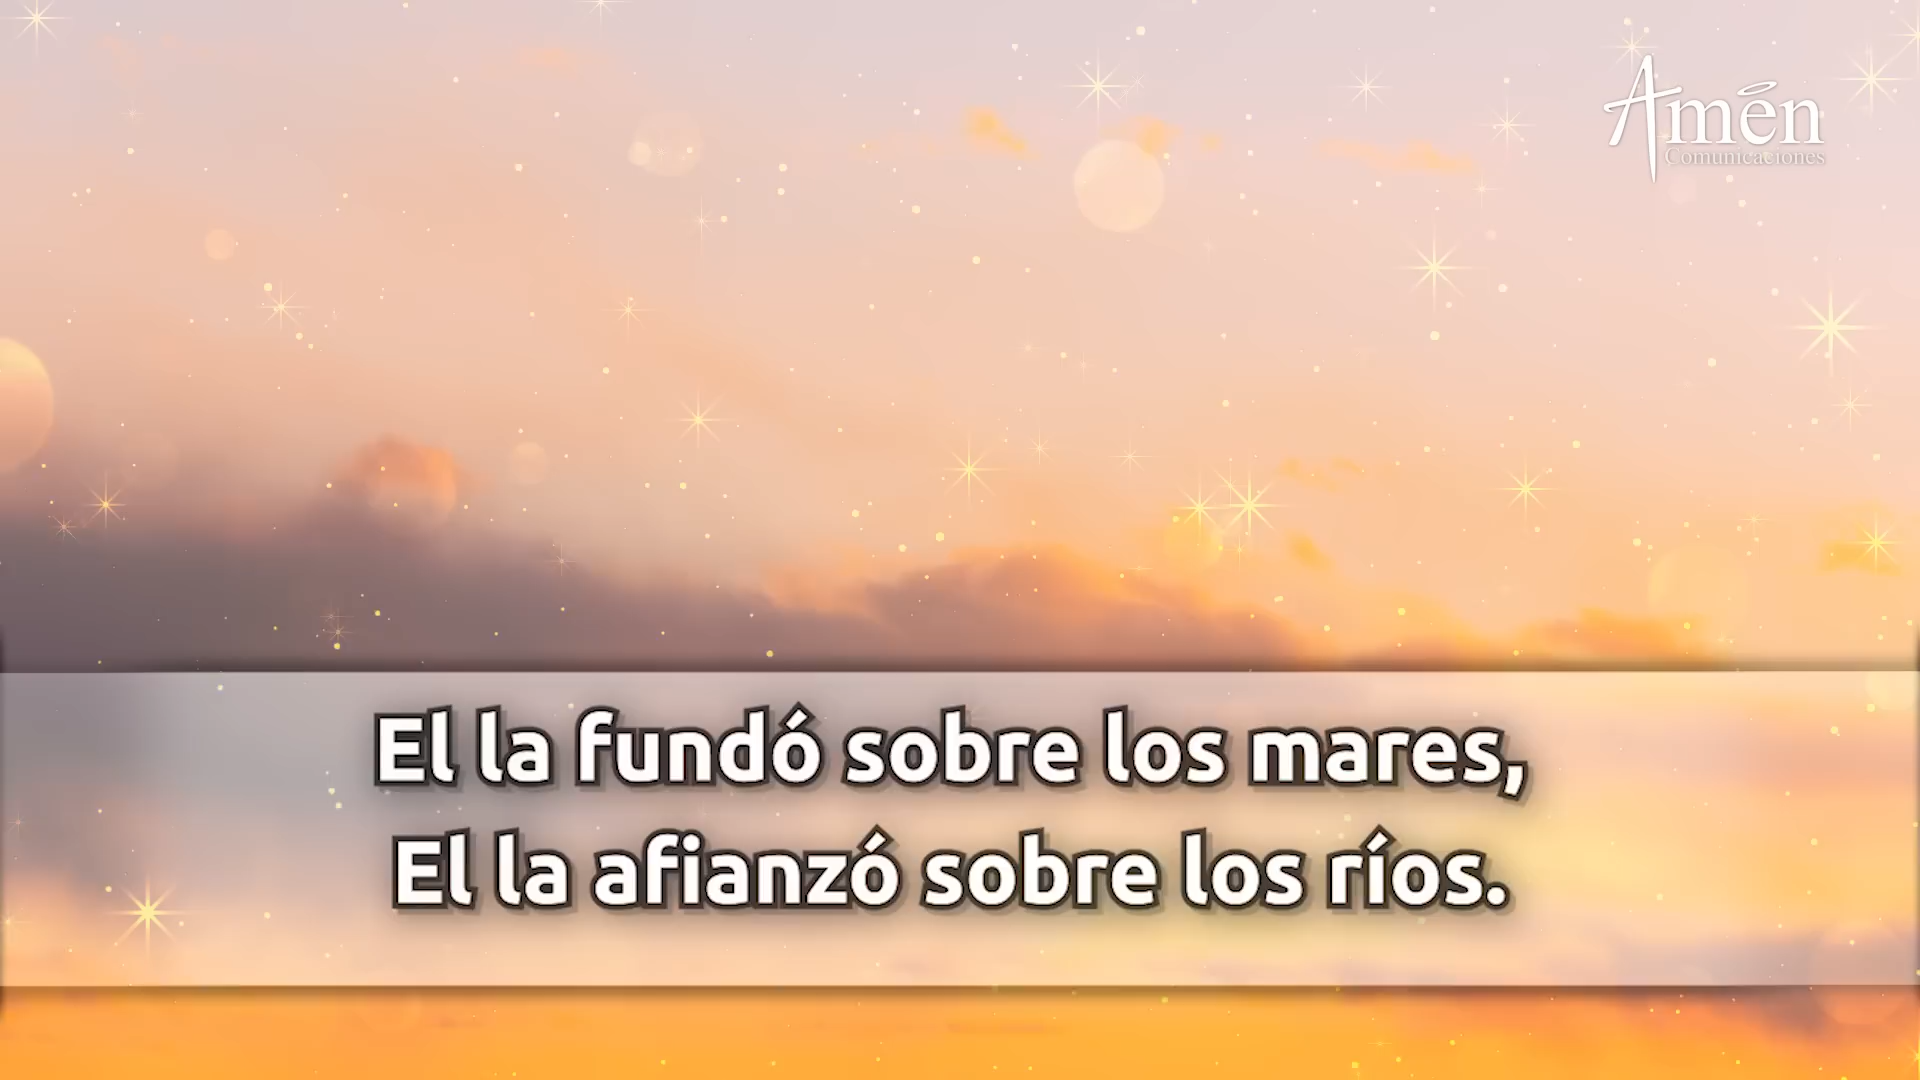 Amén
Comunicaciones
El la fundó sobre los mares,
El la afianzó sobre los ríos.